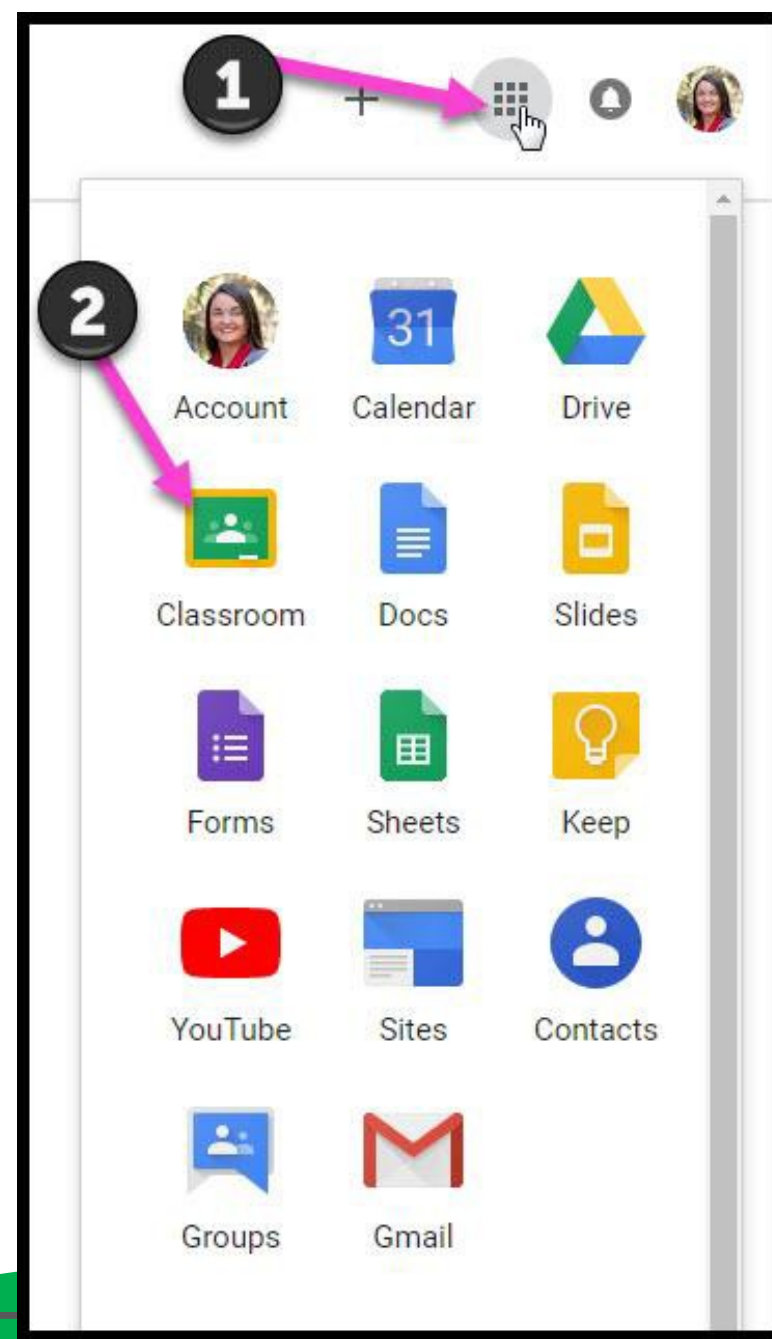 1
2
31
Account Calendar Drive
Classroom Docs Slides
Forms Sheets Keep
YouTube Sites Contacts
Groups Gmail